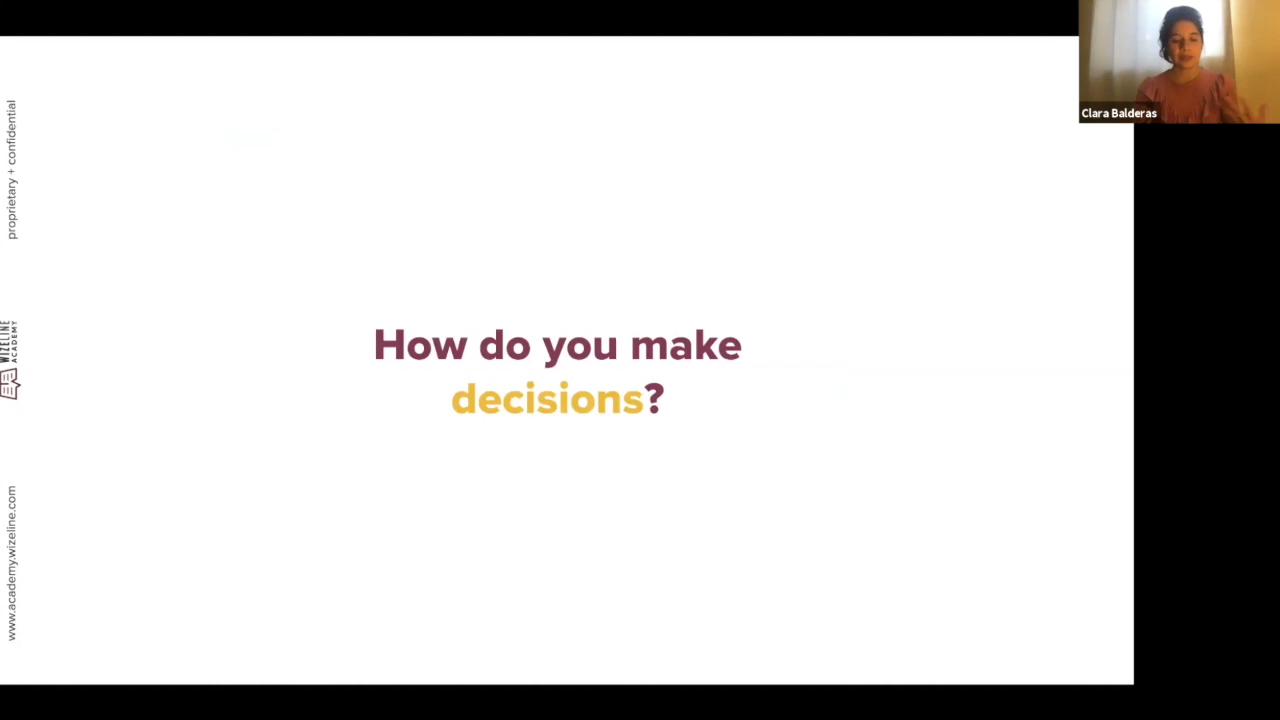 Clara Balderas
proprietary + confidential
WIZELINE
ACADEMY
www.academy.wizeline.com
How do you make
decisions?